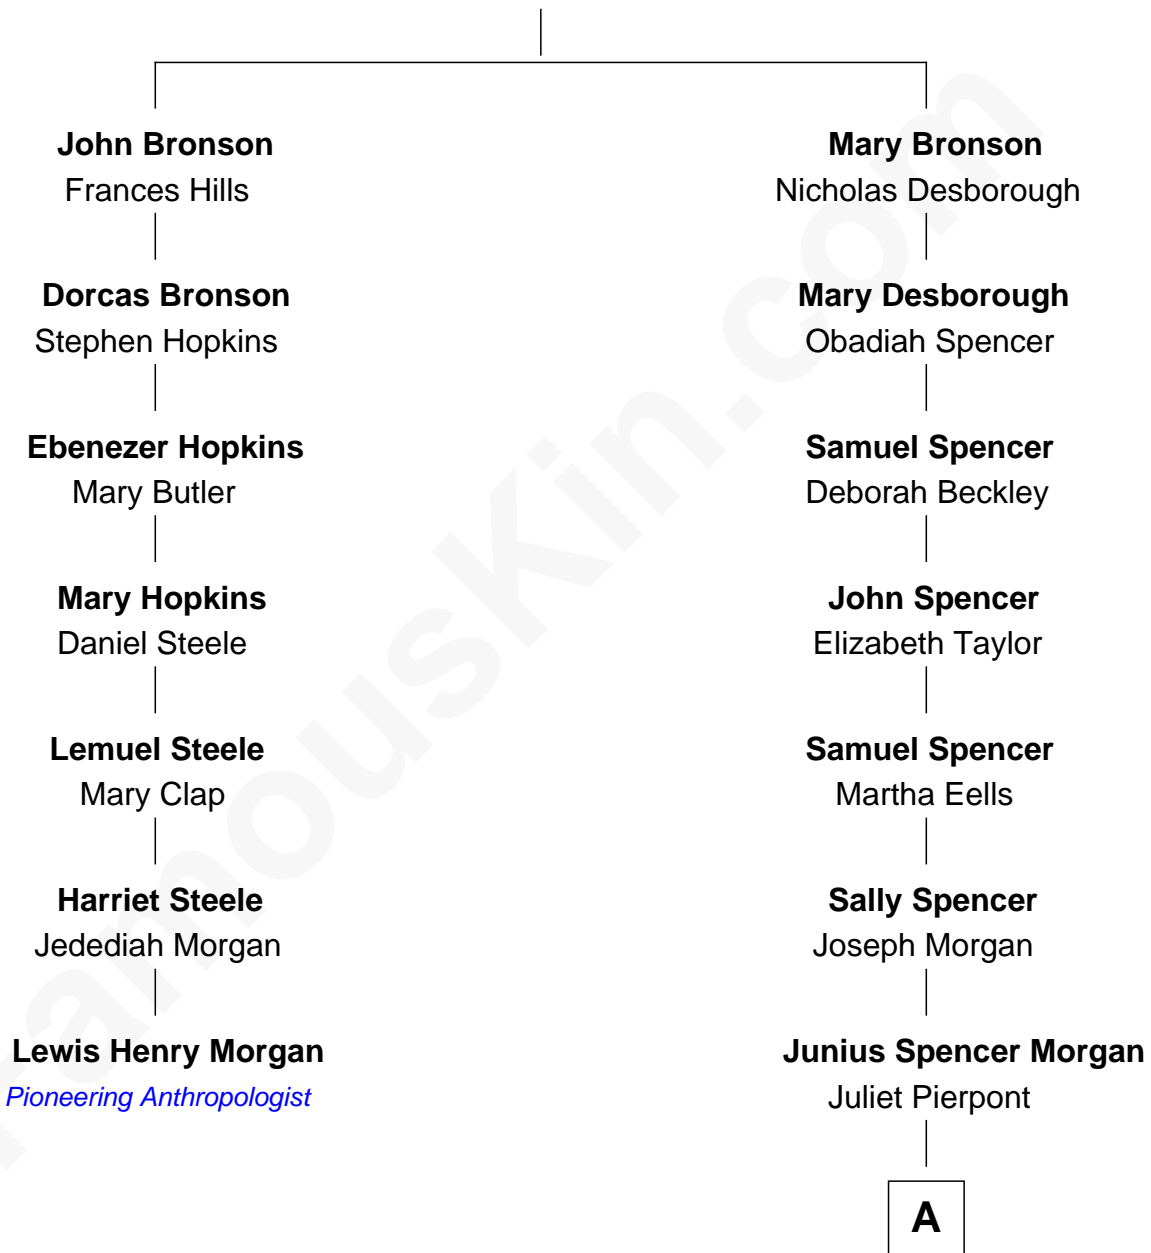 John Bronson
Frances Hills
Dorcas Bronson
Stephen Hopkins
Ebenezer Hopkins
Mary Butler
Mary Hopkins
Daniel Steele
Lemuel Steele
Mary Clap
Harriet Steele
Jedediah Morgan
Lewis Henry Morgan
Pioneering Anthropologist
Mary Bronson
Nicholas Desborough
Mary Desborough
Obadiah Spencer
Samuel Spencer
Deborah Beckley
John Spencer
Elizabeth Taylor
Samuel Spencer
Martha Eells
Sally Spencer
Joseph Morgan
Junius Spencer Morgan
Juliet Pierpont
A
FamousKin.com